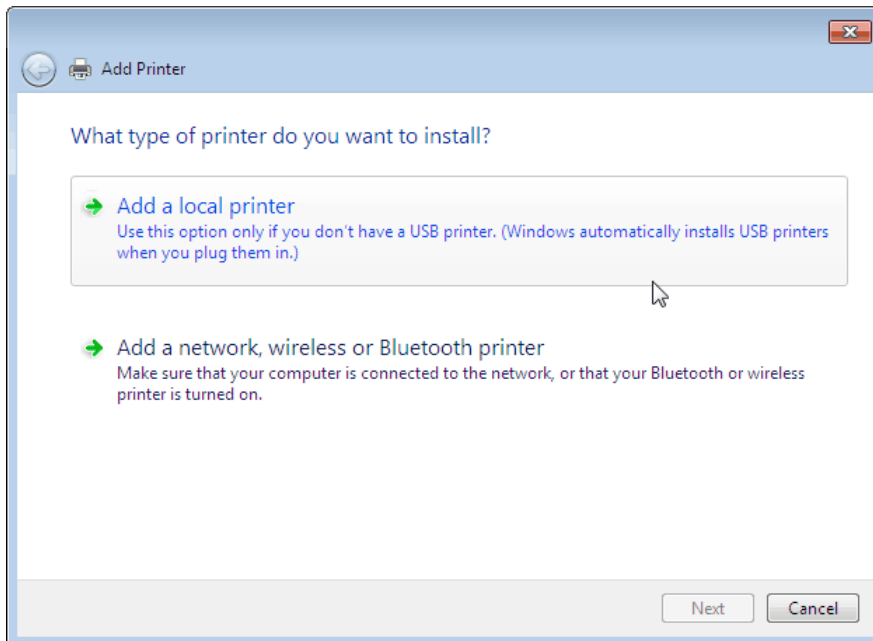 Add Printer
What type of printer do you want to install?
Add a local printer
Use this option only if you don't have a USB printer. (Windows automatically installs USB printers
when you plug them in.)
Add a network, wireless or Bluetooth printer
Make sure that your computer is connected to the network, or that your Bluetooth or wireless
printer is turned on.
Next
Cancel